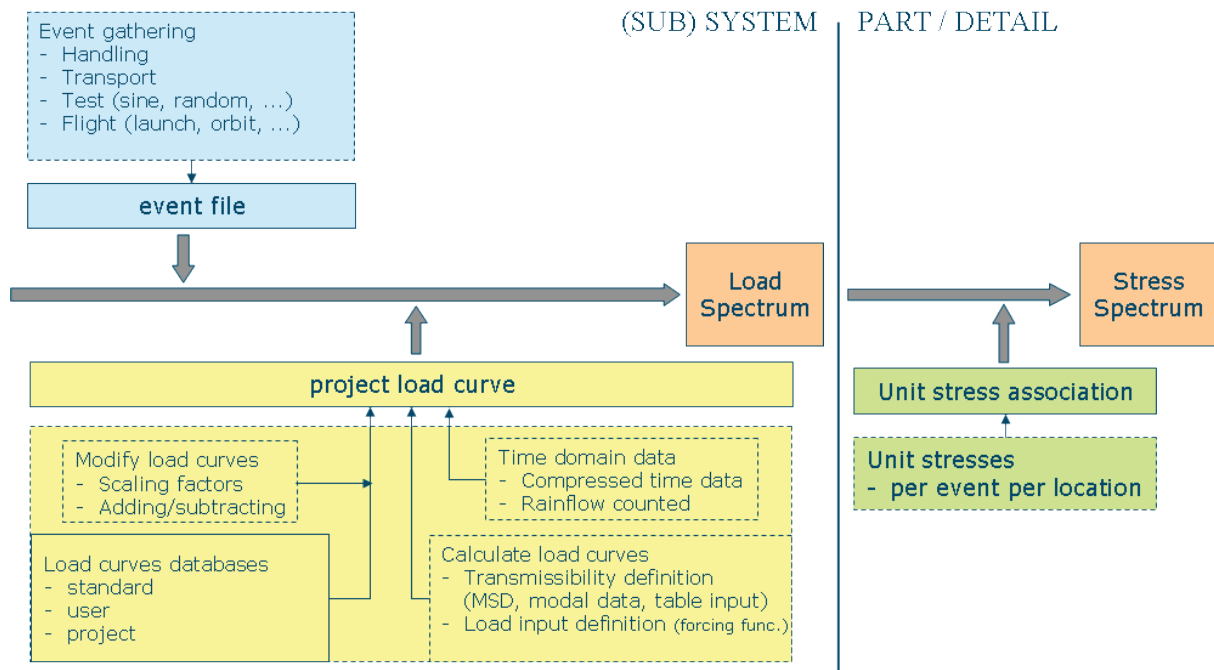 (SUB) SYSTEM
PART / DETAIL
Event gathering
- Handling
- Transport
- Test (sine, random, ...)
- Flight (launch, orbit, ...)
event file
Load
Spectrum
Stress
Spectrum
project load curve
Unit stress association
Modify load curves
- Scaling factors
- Adding/subtracting
Time domain data
- Compressed time data
- Rainflow counted
Unit stresses
- per event per location
Load curves databases
- standard
- user
- project
Calculate load curves
- Transmissibility definition
(MSD, modal data, table input)
- Load input definition (forcing func.)